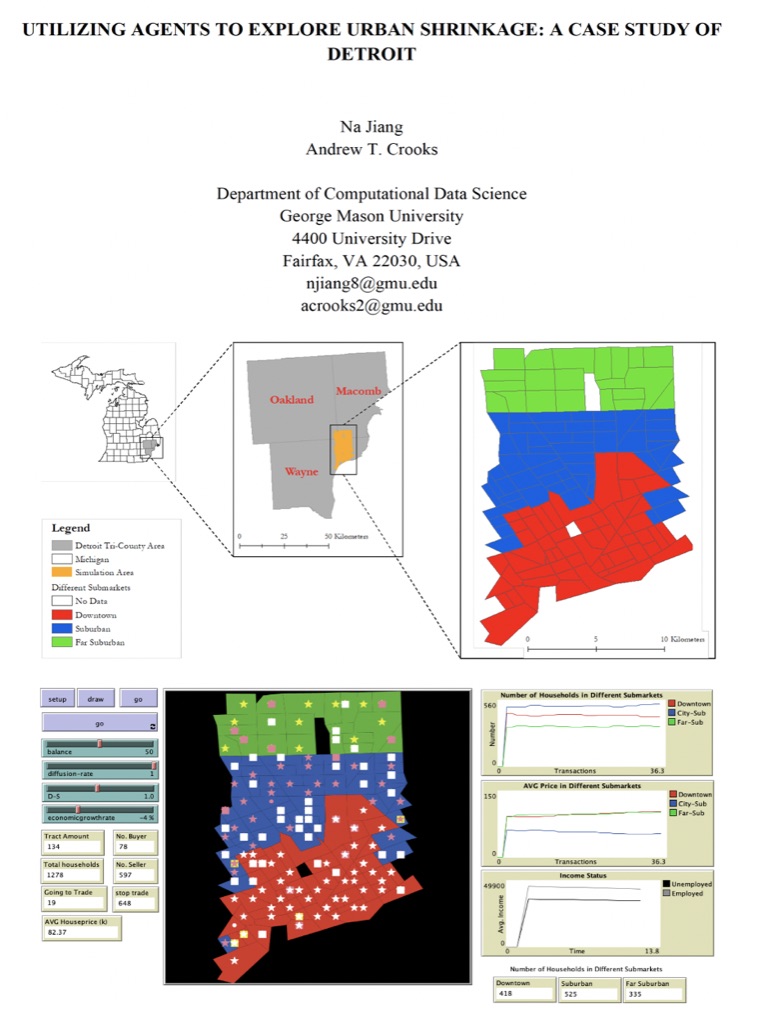 UTILIZING AGENTS TO EXPLORE URBAN SHRINKAGE: A CASE STUDY OF
DETROIT
Na Jiang
Andrew T. Crooks
Department of Computational Data Science
George Mason University
4400 University Drive
Fairfax, VA 22030, USA
njiang8@gmu.edu
acrooks2@gmu.edu
Oakland
Macomb
Wayne
0 25 50 Kilometers
0 5 10 Kilometers
Legend
Detroit Tri-County Area
Michigan
Simulation Area
Different Submarkets
No Data
Downtown
Suburban
Far Suburban
setup draw go
go
balance 50
diffusion-rate 1
D-S 1.0
economicgrowthrate -4 %
Tract Amount
134
No. Buyer
78
Total households
1278
No. Seller
597
Going to Trade
19
stop trade
648
AVG Houseprice (k)
82.37
Number of Households in Different Submarkets
560
Number
0
0 Transactions 36.3
Downtown
City-Sub
Far-Sub
AVG Price in Different Submarkets
150
0
0 Transactions 36.3
Downtown
City-Sub
Far-Sub
Income Status
49900
Avg. Income
0
0 Time 13.8
Unemployed
Employed
Number of Households in Different Submarkets
Downtown
418
Suburban
525
Far Suburban
335